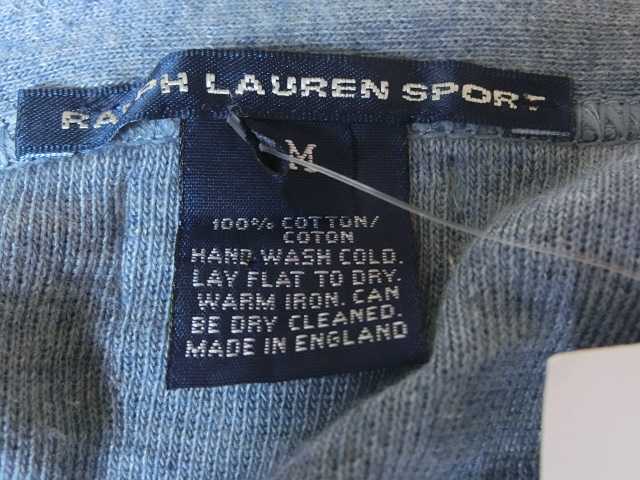 RALPH LAUREN SPORT
M
100% COTTON/
COTON
HAND WASH COLD.
LAY FLAT TO DRY.
WARM IRON. CAN
BE DRY CLEANED.
MADE IN ENGLAND